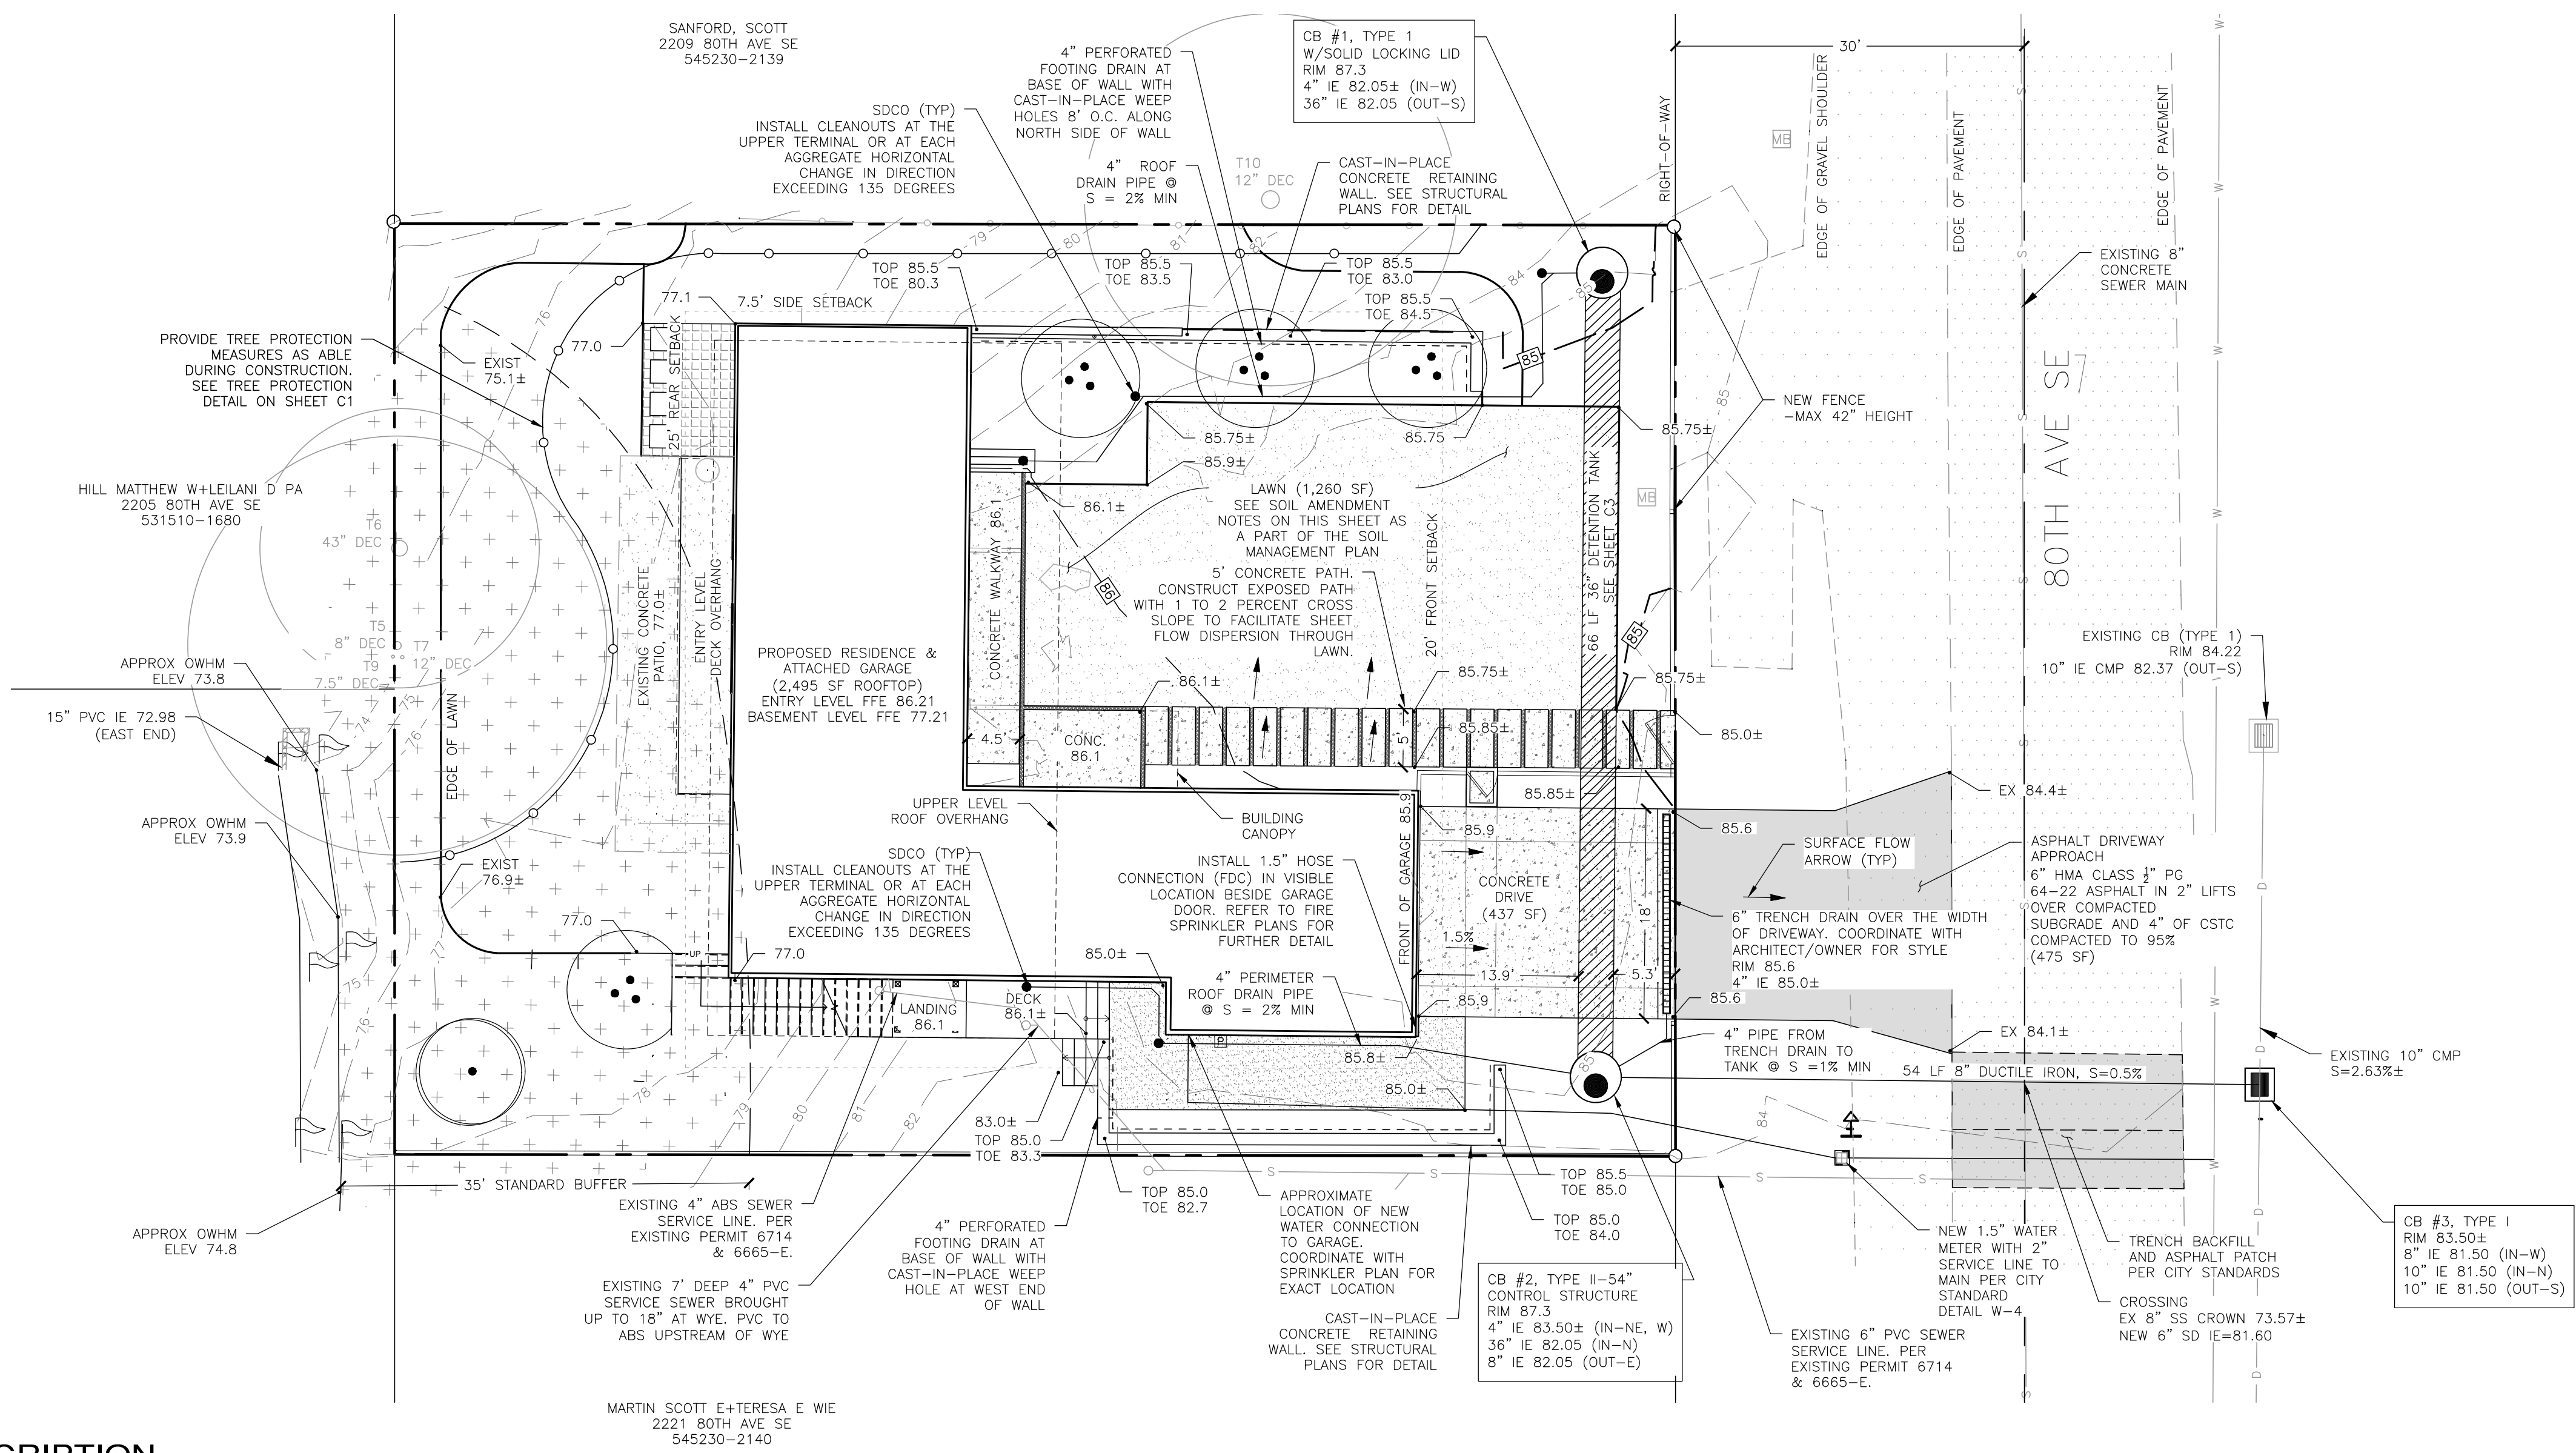 SANFORD, SCOTT
2209 80TH AVE SE
545230-2139
SDCO (TYP)
INSTALL CLEANOUTS AT THE
UPPER TERMINAL OR AT EACH
AGGREGATE HORIZONTAL
CHANGE IN DIRECTION
EXCEEDING 135 DEGREES
4" PERFORATED
FOOTING DRAIN AT
BASE OF WALL WITH
CAST-IN-PLACE WEEP
HOLES 8' O.C. ALONG
NORTH SIDE OF WALL
4" ROOF
DRAIN PIPE @
S = 2% MIN
T10
12" DEC
CB #1, TYPE 1
W/SOLID LOCKING LID
RIM 87.3
4" IE 82.05± (IN-W)
36" IE 82.05 (OUT-S)
CAST-IN-PLACE
CONCRETE RETAINING
WALL. SEE STRUCTURAL
PLANS FOR DETAIL
RIGHT-OF-WAY
30'
MB
EDGE OF GRAVEL SHOULDER
EDGE OF PAVEMENT
EDGE OF PAVEMENT
W
W
W
W
W
W
W
S
S
S
S
S
S
S
EXISTING 8"
CONCRETE
SEWER MAIN
80TH AVE SE
79
80
81
82
84
85
76
TOP 85.5
TOE 80.3
TOP 85.5
TOE 83.5
TOP 85.5
TOE 83.0
TOP 85.5
TOE 84.5
77.1
7.5' SIDE SETBACK
77.0
25' REAR SETBACK
PROVIDE TREE PROTECTION
MEASURES AS ABLE
DURING CONSTRUCTION.
SEE TREE PROTECTION
DETAIL ON SHEET C1
EXIST
75.1±
85
85
NEW FENCE
-MAX 42" HEIGHT
85.75±
85.75
85.75±
85.9±
86.1±
HILL MATTHEW W+LEILANI D PA
2205 80TH AVE SE
531510-1680
T6
43" DEC
T5
8" DEC
T7
12" DEC
T9
7.5" DEC
LAWN (1,260 SF)
SEE SOIL AMENDMENT
NOTES ON THIS SHEET AS
A PART OF THE SOIL
MANAGEMENT PLAN
20' FRONT SETBACK
66 LF 36" DETENTION TANK
SEE SHEET C3
MB
CONCRETE WALKWAY 86.1
86
5' CONCRETE PATH.
CONSTRUCT EXPOSED PATH
WITH 1 TO 2 PERCENT CROSS
SLOPE TO FACILITATE SHEET
FLOW DISPERSION THROUGH
LAWN.
85
EXISTING CONCRETE
PATIO, 77.0±
ENTRY LEVEL
DECK OVERHANG
PROPOSED RESIDENCE &
ATTACHED GARAGE
(2,495 SF ROOFTOP)
ENTRY LEVEL FFE 86.21
BASEMENT LEVEL FFE 77.21
86.1±
85.75±
85.75±
85.85±
85.0±
5'
4.5'
CONC.
86.1
EXISTING CB (TYPE 1)
RIM 84.22
10" IE CMP 82.37 (OUT-S)
APPROX OWHM
ELEV 73.8
15" PVC IE 72.98
(EAST END)
74
75
76
77
EDGE OF LAWN
APPROX OWHM
ELEV 73.9
EXIST
76.9±
UPPER LEVEL
ROOF OVERHANG
BUILDING
CANOPY
85.85±
FRONT OF GARAGE 85.9
85.9
85.6
EX 84.4±
SURFACE FLOW
ARROW (TYP)
ASPHALT DRIVEWAY
APPROACH
6" HMA CLASS ½" PG
64-22 ASPHALT IN 2" LIFTS
OVER COMPACTED
SUBGRADE AND 4" OF CSTC
COMPACTED TO 95%
(475 SF)
SDCO (TYP)
INSTALL CLEANOUTS AT THE
UPPER TERMINAL OR AT EACH
AGGREGATE HORIZONTAL
CHANGE IN DIRECTION
EXCEEDING 135 DEGREES
INSTALL 1.5" HOSE
CONNECTION (FDC) IN VISIBLE
LOCATION BESIDE GARAGE
DOOR. REFER TO FIRE
SPRINKLER PLANS FOR
FURTHER DETAIL
CONCRETE
DRIVE
(437 SF)
1.5%
18'
13.9'
5.3'
6" TRENCH DRAIN OVER THE WIDTH
OF DRIVEWAY. COORDINATE WITH
ARCHITECT/OWNER FOR STYLE
RIM 85.6
4" IE 85.0±
77.0
UP
77.0
85.0±
4" PERIMETER
ROOF DRAIN PIPE
@ S = 2% MIN
85.9
85.6
LANDING
86.1
DECK
86.1±
P
85.8±
85.0±
85
4" PIPE FROM
TRENCH DRAIN TO
TANK @ S =1% MIN
EX 84.1±
54 LF 8" DUCTILE IRON, S=0.5%
D
D
D
D
EXISTING 10" CMP
S=2.63%±
75
76
78
79
80
81
82
83.0±
TOP 85.0
TOE 83.3
84
35' STANDARD BUFFER
APPROX OWHM
ELEV 74.8
EXISTING 4" ABS SEWER
SERVICE LINE. PER
EXISTING PERMIT 6714
& 6665-E.
EXISTING 7' DEEP 4" PVC
SERVICE SEWER BROUGHT
UP TO 18" AT WYE. PVC TO
ABS UPSTREAM OF WYE
4" PERFORATED
FOOTING DRAIN AT
BASE OF WALL WITH
CAST-IN-PLACE WEEP
HOLE AT WEST END
OF WALL
TOP 85.0
TOE 82.7
S
S
S
S
APPROXIMATE
LOCATION OF NEW
WATER CONNECTION
TO GARAGE.
COORDINATE WITH
SPRINKLER PLAN FOR
EXACT LOCATION
CAST-IN-PLACE
CONCRETE RETAINING
WALL. SEE STRUCTURAL
PLANS FOR DETAIL
TOP 85.5
TOE 85.0
TOP 85.0
TOE 84.0
CB #2, TYPE II-54"
CONTROL STRUCTURE
RIM 87.3
4" IE 83.50± (IN-NE, W)
36" IE 82.05 (IN-N)
8" IE 82.05 (OUT-E)
EXISTING 6" PVC SEWER
SERVICE LINE. PER
EXISTING PERMIT 6714
& 6665-E.
NEW 1.5" WATER
METER WITH 2"
SERVICE LINE TO
MAIN PER CITY
STANDARD
DETAIL W-4
TRENCH BACKFILL
AND ASPHALT PATCH
PER CITY STANDARDS
CROSSING
EX 8" SS CROWN 73.57±
NEW 6" SD IE=81.60
CB #3, TYPE I
RIM 83.50±
8" IE 81.50 (IN-W)
10" IE 81.50 (IN-N)
10" IE 81.50 (OUT-S)
MARTIN SCOTT E+TERESA E WIE
2221 80TH AVE SE
545230-2140